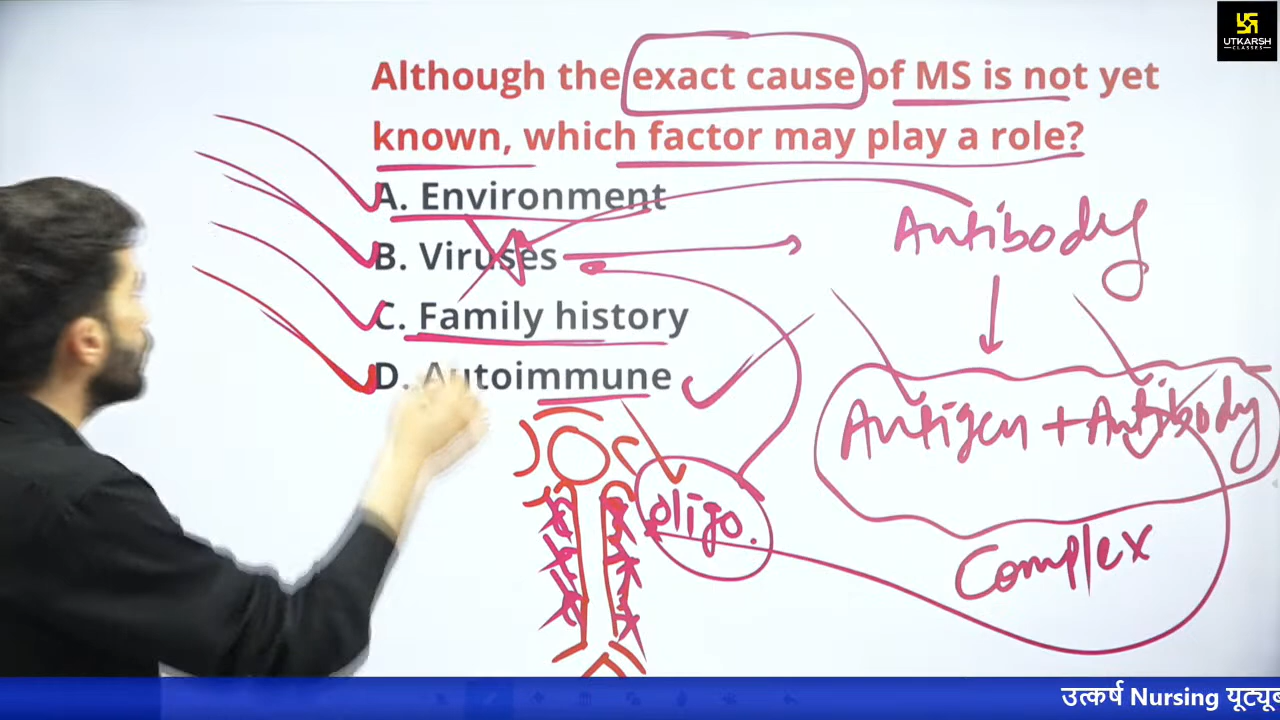 UTKARSH
CLASSES
Although the exact cause of MS is not yet
known, which factor may play a role?
A. Environment
B. Viruses
C. Family history
D. Autoimmune
Antibody
Antigen + Antibody
Complex
oligo.
उत्कर्ष Nursing